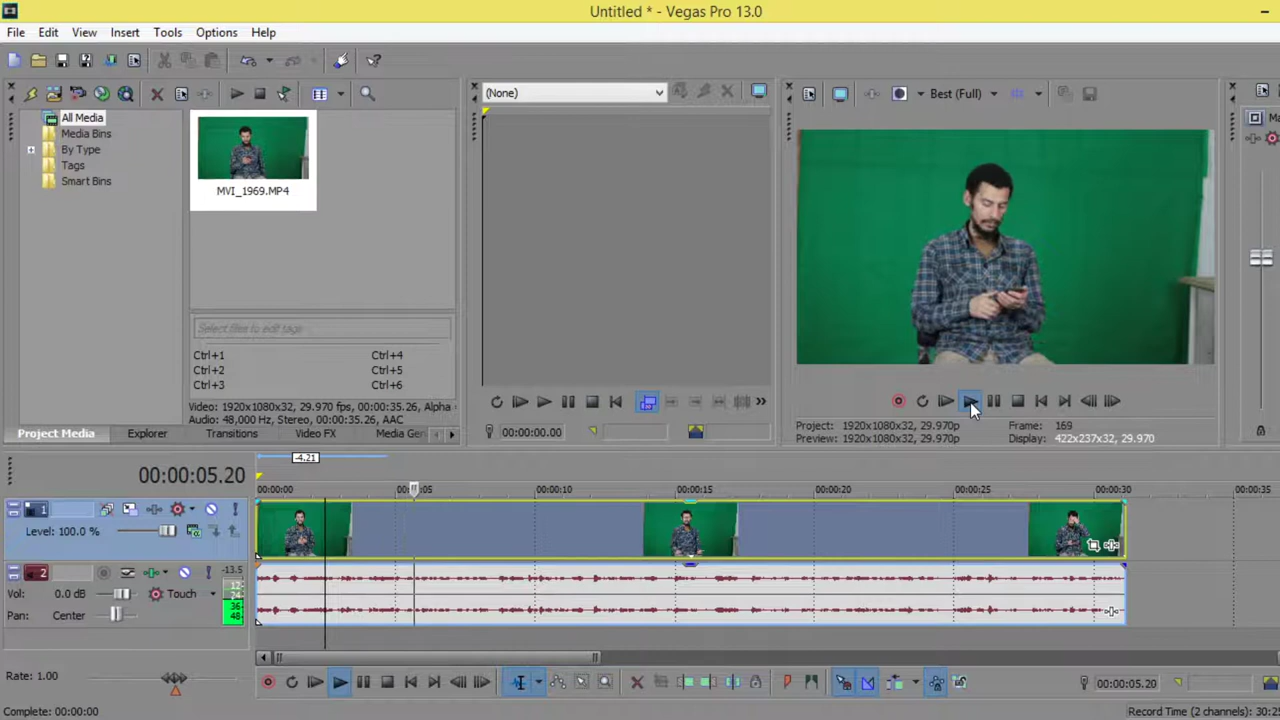 Untitled * - Vegas Pro 13.0
File Edit View Insert Tools Options Help
(None)
Best (Full)
All Media
Media Bins
By Type
Tags
Smart Bins
MVI_1969.MP4
Select files to edit tags
Ctrl+1 Ctrl+4
Ctrl+2 Ctrl+5
Ctrl+3 Ctrl+6
Video: 1920x1080x32, 29.970 fps, 00:00:35.26, Alpha
Audio: 48,000 Hz, Stereo, 00:00:35.26, AAC
Project Media Explorer Transitions Video FX Media Gen
00:00:00.00
Project: 1920x1080x32, 29.970p Frame: 169
Preview: 1920x1080x32, 29.970p Display: 422x237x32, 29.970
-4.21
00:00:05.20
00:00:00 00:00:05 00:00:10 00:00:15 00:00:20 00:00:25 00:00:30 00:00:35
1
Level: 100.0 %
2
-13.5
12
24
36
48
Vol: 0.0 dB Touch
Pan: Center
Rate: 1.00
00:00:05.20
Complete: 00:00:00
Record Time (2 channels): 30:25